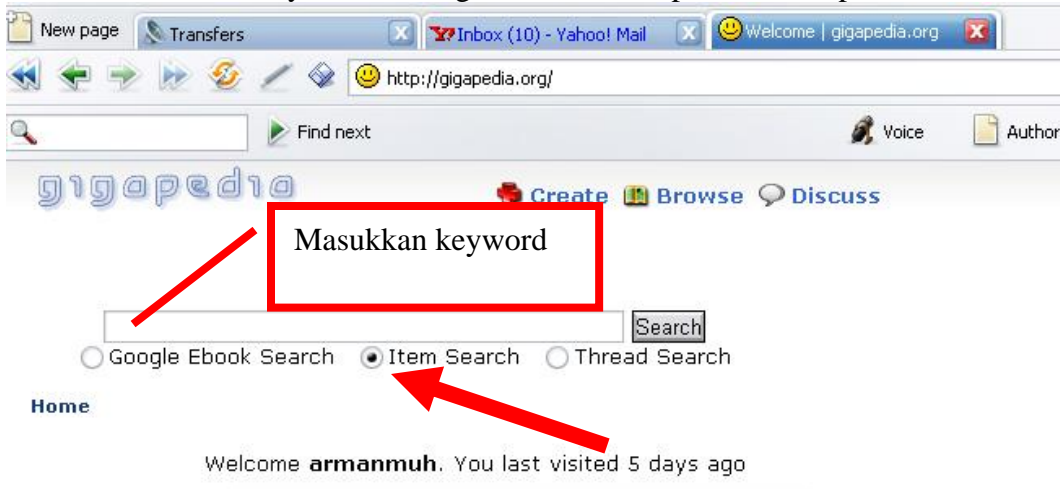 New page Transfers Inbox (10) - Yahoo! Mail Welcome | gigapedia.org
http://gigapedia.org/
Find next Voice Author
gigapedia Create Browse Discuss
Masukkan keyword
Search
Google Ebook Search Item Search Thread Search
Home
Welcome armanmuh. You last visited 5 days ago